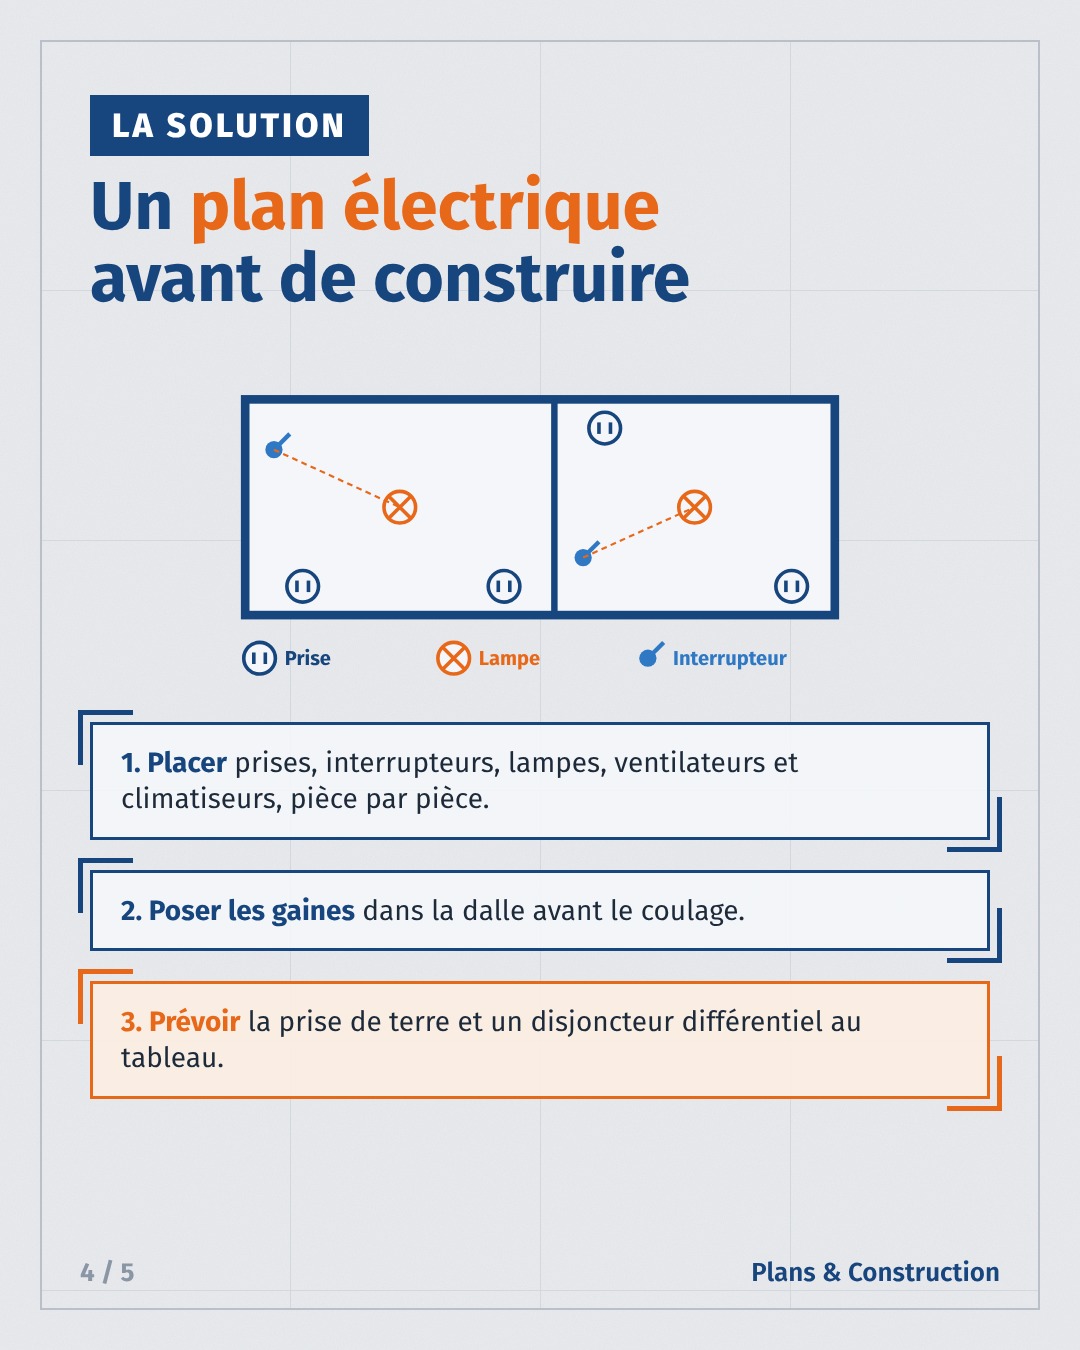 LA SOLUTION
Un plan électrique
avant de construire
Prise
Lampe
Interrupteur
1. Placer prises, interrupteurs, lampes, ventilateurs et
climatiseurs, pièce par pièce.
2. Poser les gaines dans la dalle avant le coulage.
3. Prévoir la prise de terre et un disjoncteur différentiel au
tableau.
4 / 5
Plans & Construction